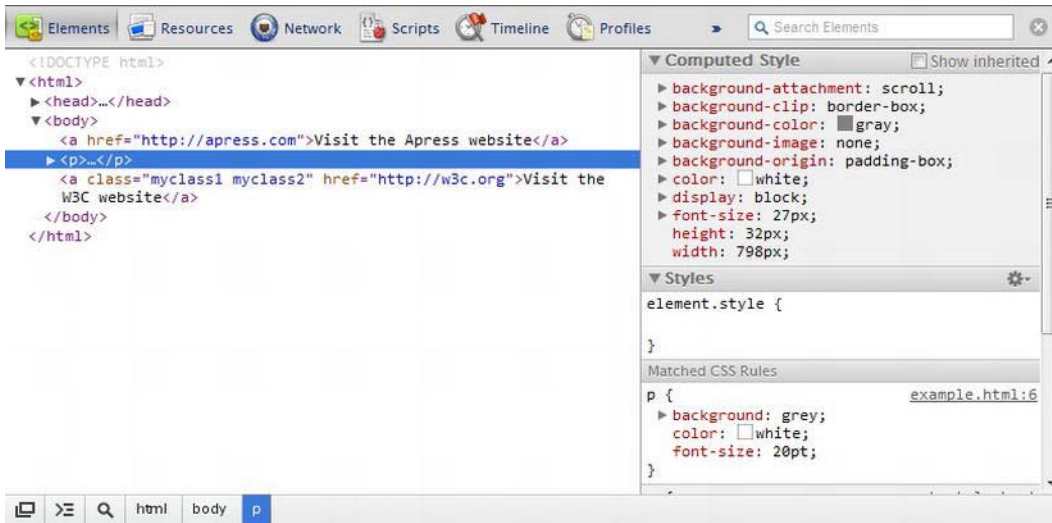 Elements Resources Network Scripts Timeline Profiles » Search Elements
<!DOCTYPE html>
▼<html>
▶<head>…</head>
▼<body>
<a href="http://apress.com">Visit the Apress website</a>
▶<p>…</p>
<a class="myclass1 myclass2" href="http://w3c.org">Visit the
W3C website</a>
</body>
</html>
▼ Computed Style Show inherited
▶ background-attachment: scroll;
▶ background-clip: border-box;
▶ background-color: gray;
▶ background-image: none;
▶ background-origin: padding-box;
▶ color: white;
▶ display: block;
▶ font-size: 27px;
height: 32px;
width: 798px;
▼ Styles
element.style {
}
Matched CSS Rules
p { example.html:6
▶ background: grey;
color: white;
font-size: 20pt;
}
html body p